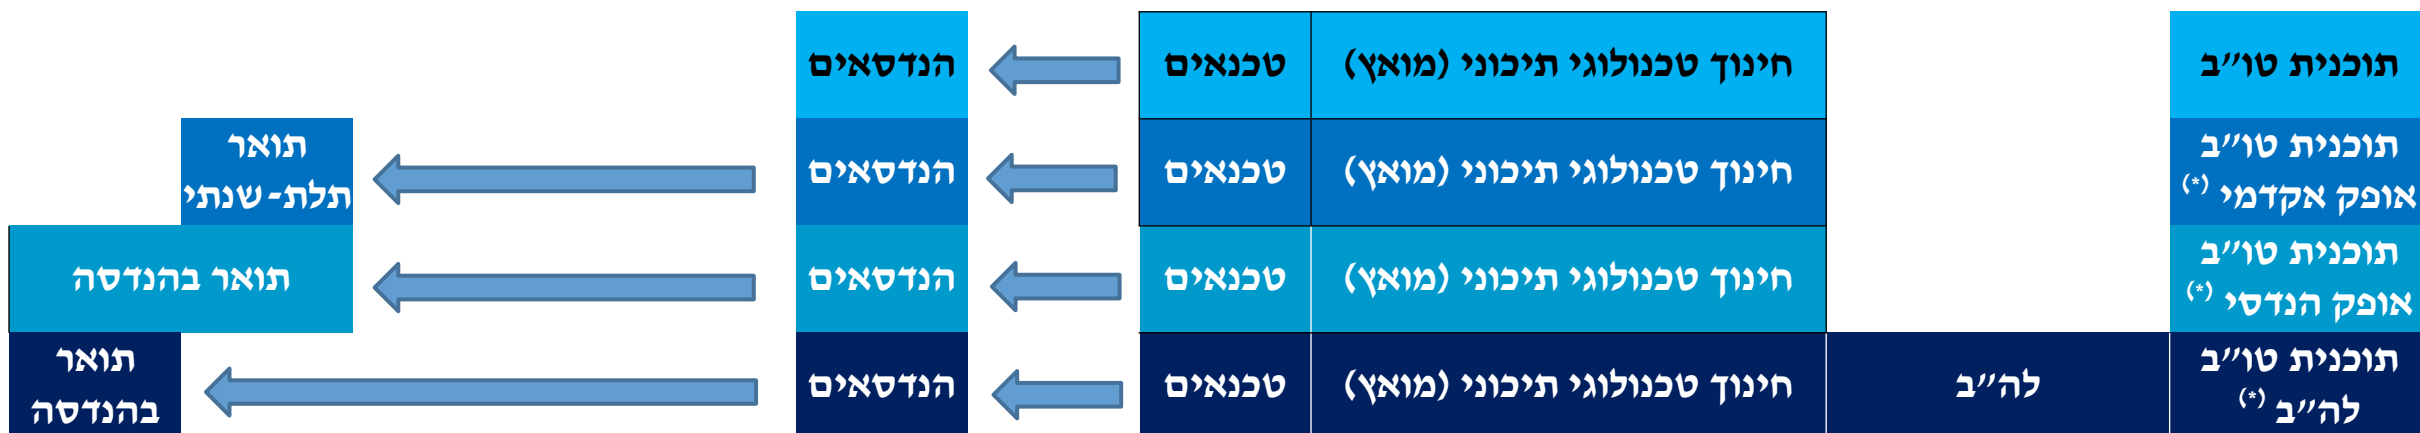 תוכנית טו״ב
חינוך טכנולוגי תיכוני (מואץ)
טכנאים
הנדסאים
תוכנית טו״ב
אופק אקדמי (*)
חינוך טכנולוגי תיכוני (מואץ)
טכנאים
הנדסאים
תואר
תלת-שנתי
תוכנית טו״ב
אופק הנדסי (*)
חינוך טכנולוגי תיכוני (מואץ)
טכנאים
הנדסאים
תואר בהנדסה
תוכנית טו״ב
לה״ב (*)
לה״ב
חינוך טכנולוגי תיכוני (מואץ)
טכנאים
הנדסאים
תואר
בהנדסה